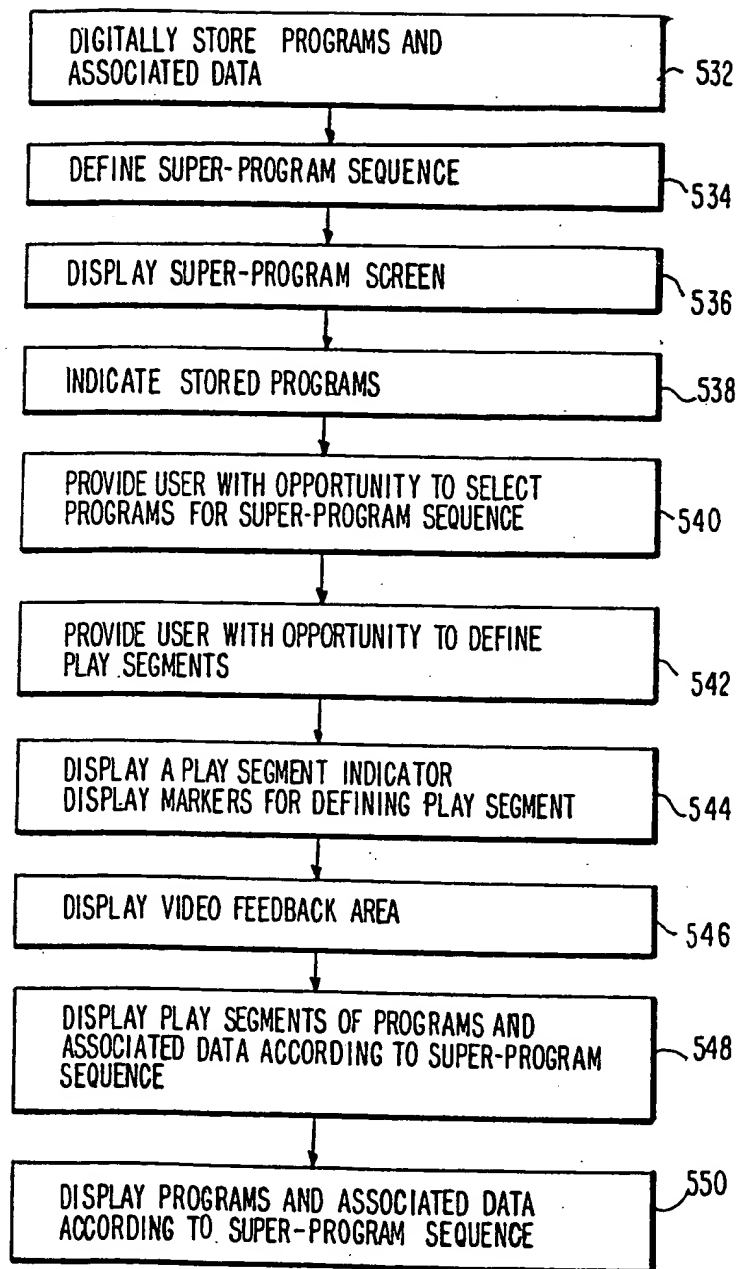 DIGITALLY STORE PROGRAMS AND
ASSOCIATED DATA
532
DEFINE SUPER-PROGRAM SEQUENCE
534
DISPLAY SUPER-PROGRAM SCREEN
536
INDICATE STORED PROGRAMS
538
PROVIDE USER WITH OPPORTUNITY TO SELECT
PROGRAMS FOR SUPER-PROGRAM SEQUENCE
540
PROVIDE USER WITH OPPORTUNITY TO DEFINE
PLAY SEGMENTS
542
DISPLAY A PLAY SEGMENT INDICATOR
DISPLAY MARKERS FOR DEFINING PLAY SEGMENT
544
DISPLAY VIDEO FEEDBACK AREA
546
DISPLAY PLAY SEGMENTS OF PROGRAMS AND
ASSOCIATED DATA ACCORDING TO SUPER-PROGRAM
SEQUENCE
548
DISPLAY PROGRAMS AND ASSOCIATED DATA
ACCORDING TO SUPER-PROGRAM SEQUENCE
550